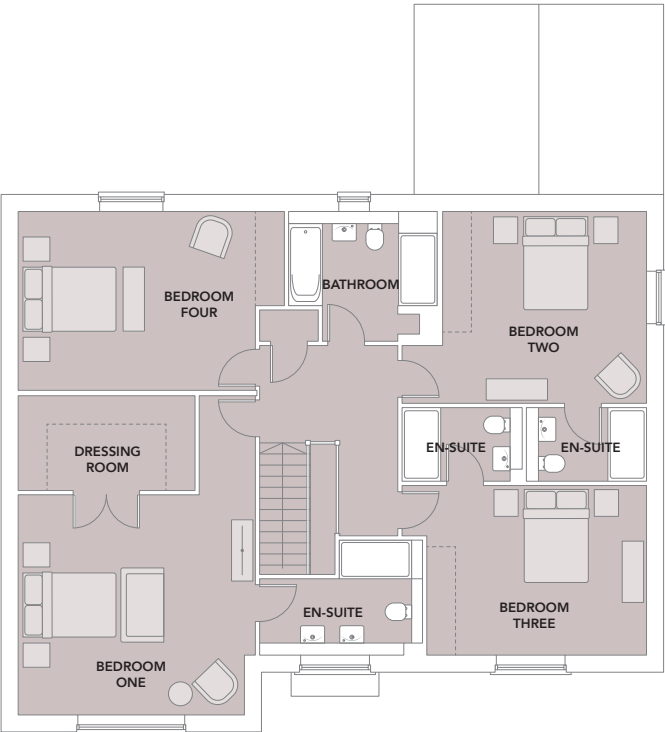 BATHROOM
BEDROOM
FOUR
BEDROOM
TWO
DRESSING
ROOM
EN-SUITE
EN-SUITE
EN-SUITE
BEDROOM
THREE
BEDROOM
ONE